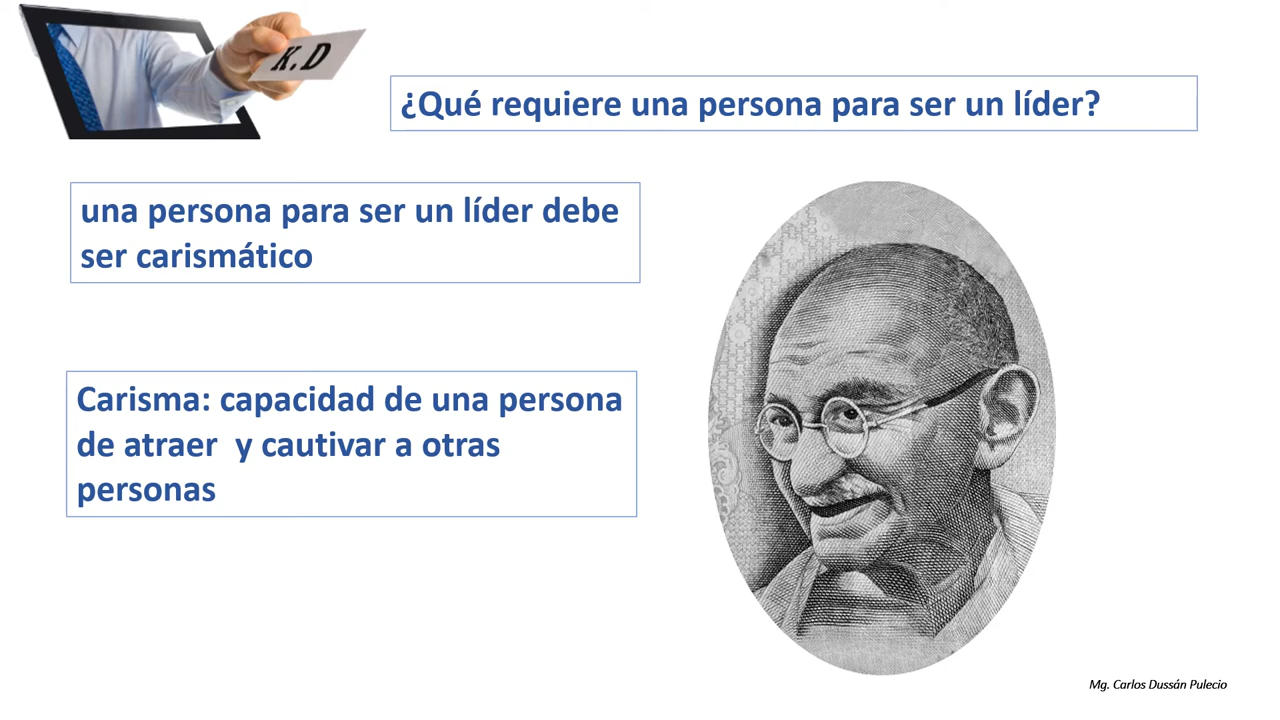 K.D
¿Qué requiere una persona para ser un líder?
una persona para ser un líder debe
ser carismático
Carisma: capacidad de una persona
de atraer  y cautivar a otras
personas
Mg. Carlos Dussán Pulecio